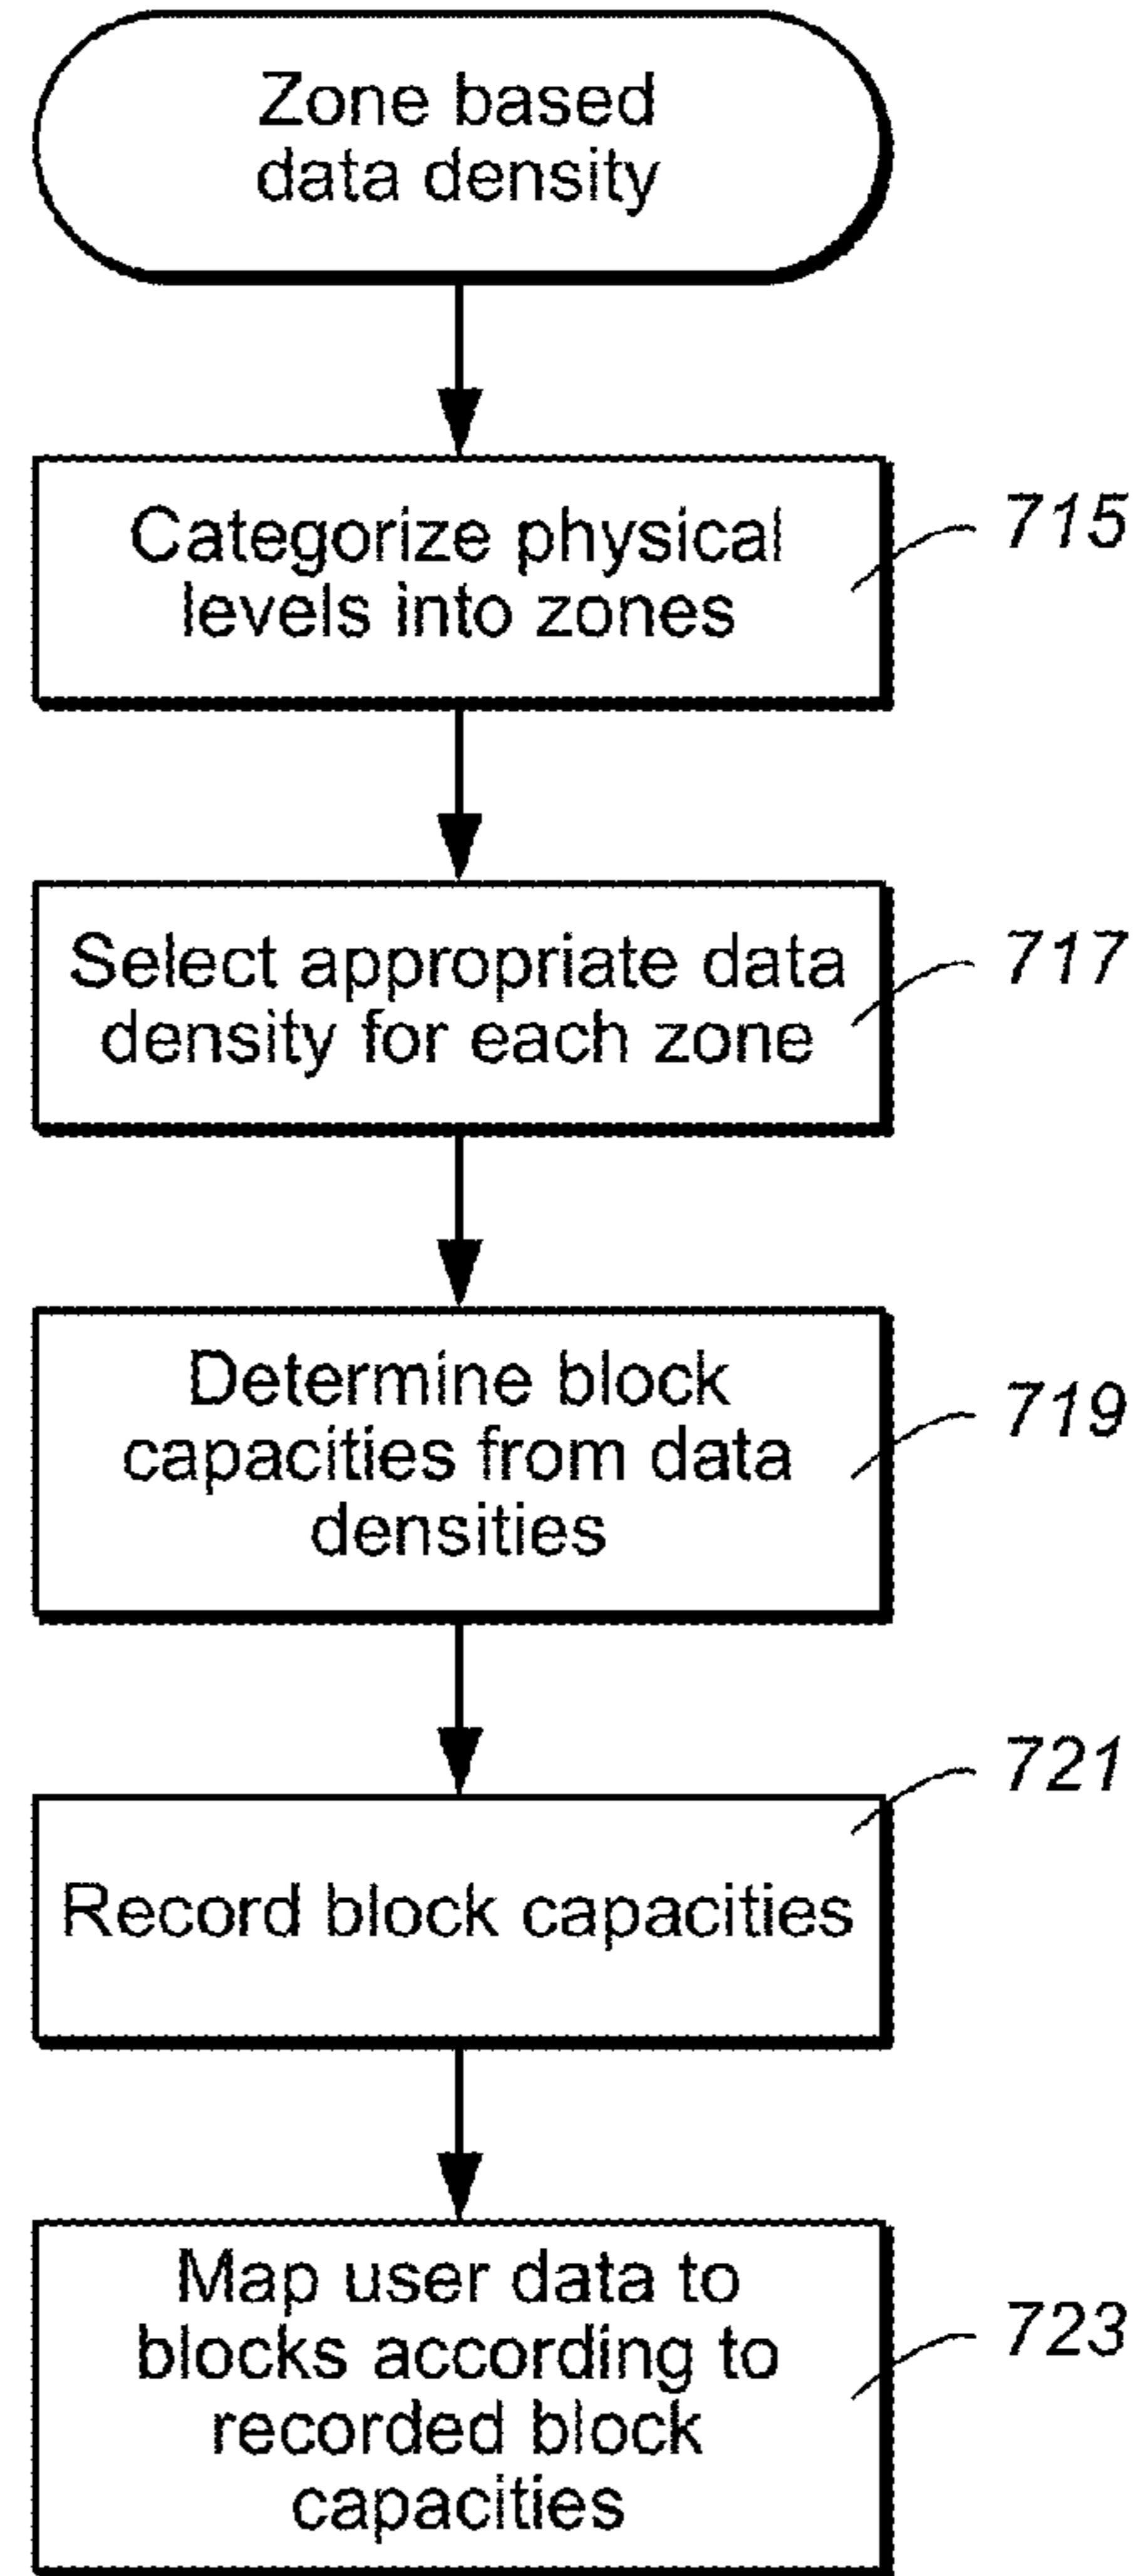 Zone based
data density
Categorize physical
levels into zones
715
Select appropriate data
density for each zone
717
Determine block
capacities from data
densities
719
721
Record block capacities
Map user data to
blocks according to
recorded block
capacities
723